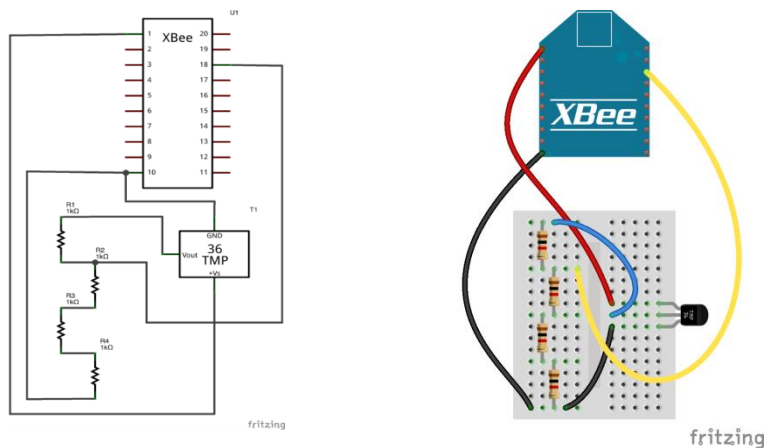 U1
XBee
1
2
3
4
5
6
7
8
9
10
20
19
18
17
16
15
14
13
12
11
R1
1kΩ
R2
1kΩ
R3
1kΩ
R4
1kΩ
T1
GND
Vout
36
TMP
+Vs
fritzing
XBee
TMP
fritzing